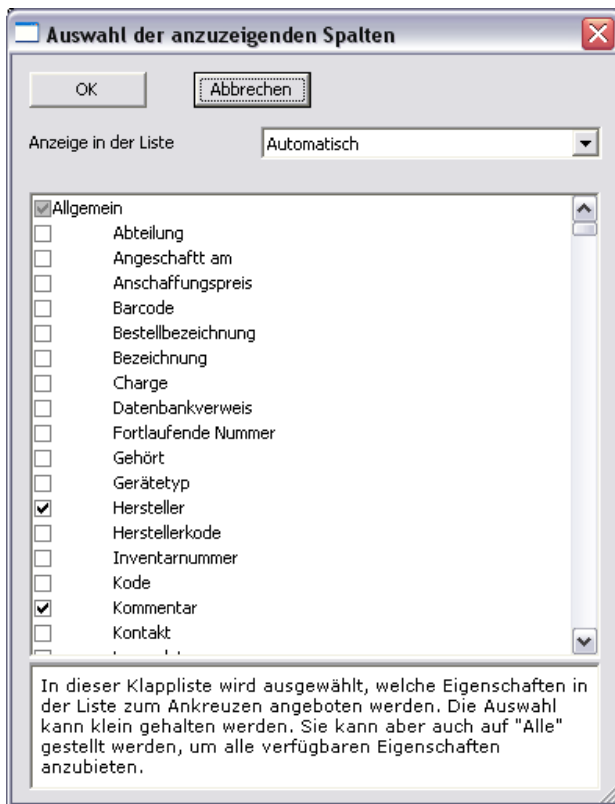 Auswahl der anzuzeigenden Spalten
OK
Abbrechen
Anzeige in der Liste
Automatisch
Allgemein
Abteilung
Angeschaftt am
Anschaffungspreis
Barcode
Bestellbezeichnung
Bezeichnung
Charge
Datenbankverweis
Fortlaufende Nummer
Gehört
Gerätetyp
Hersteller
Herstellerkode
Inventarnummer
Kode
Kommentar
Kontakt
In dieser Klappliste wird ausgewählt, welche Eigenschaften in
der Liste zum Ankreuzen angeboten werden. Die Auswahl
kann klein gehalten werden. Sie kann aber auch auf "Alle"
gestellt werden, um alle verfügbaren Eigenschaften
anzubieten.